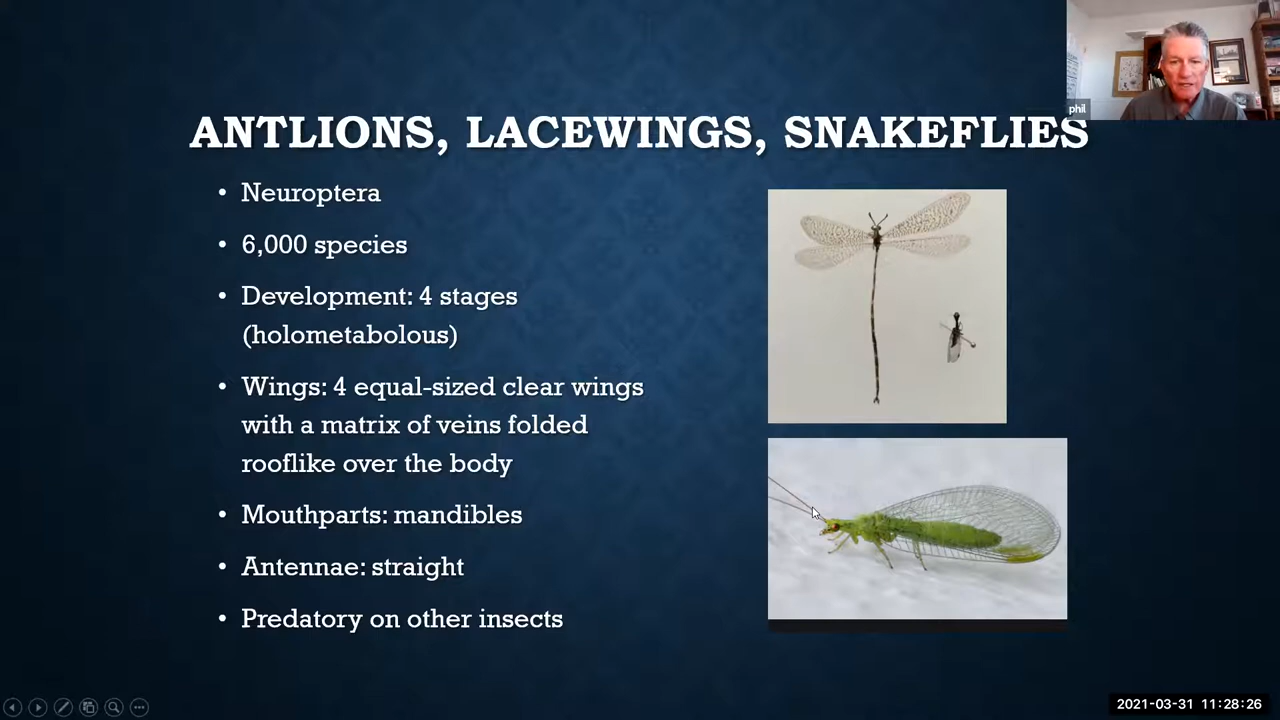 phil
ANTLIONS, LACEWINGS, SNAKEFLIES
• Neuroptera
• 6,000 species
• Development: 4 stages
(holometabolous)
• Wings: 4 equal-sized clear wings
with a matrix of veins folded
rooflike over the body
• Mouthparts: mandibles
• Antennae: straight
• Predatory on other insects
2021-03-31 11:28:26